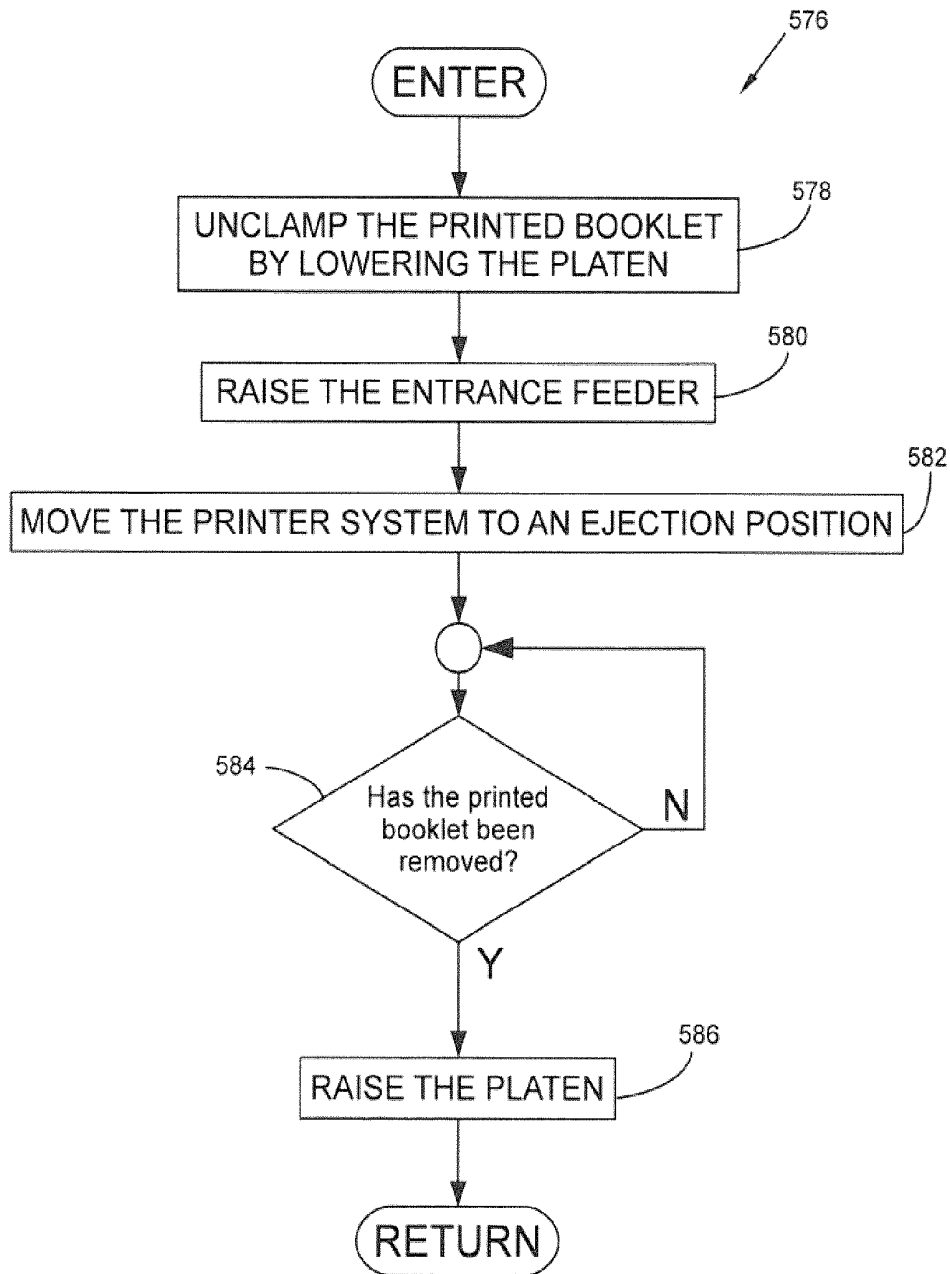 576
ENTER
578
UNCLAMP THE PRINTED BOOKLET
BY LOWERING THE PLATEN
580
RAISE THE ENTRANCE FEEDER
582
MOVE THE PRINTER SYSTEM TO AN EJECTION POSITION
584
Has the printed
booklet been
removed?
N
Y
586
RAISE THE PLATEN
RETURN